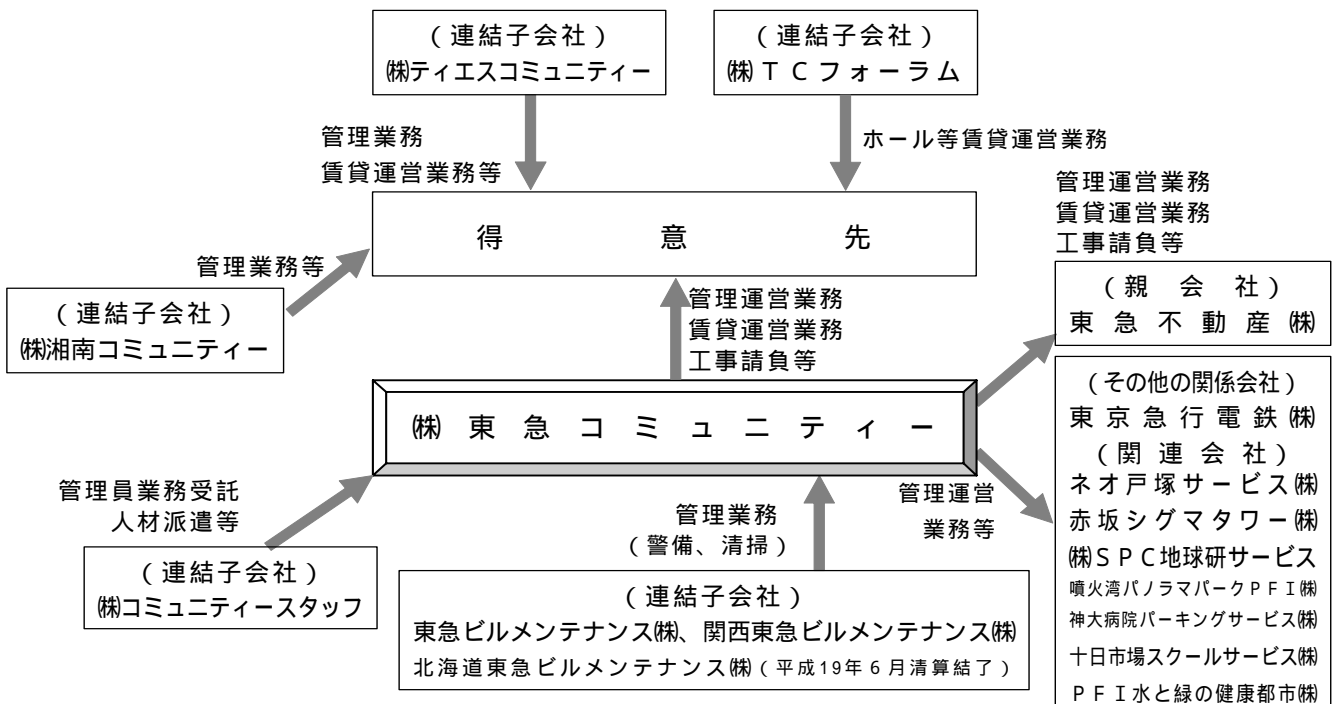 （連結子会社）
㈱ティエスコミュニティー
（連結子会社）
㈱ＴＣフォーラム
管理業務
賃貸運営業務等
ホール等賃貸運営業務
得意先
管理業務等
（連結子会社）
㈱湘南コミュニティー
管理運営業務
賃貸運営業務
工事請負等
管理運営業務
賃貸運営業務
工事請負等
（親会社）
東急不動産㈱
㈱東急コミュニティー
（その他の関係会社）
東京急行電鉄㈱
（関連会社）
ネオ戸塚サービス㈱
赤坂シグマタワー㈱
㈱ＳＰＣ地球研サービス
噴火湾パノラマパークＰＦＩ㈱
神大病院パーキングサービス㈱
十日市場スクールサービス㈱
ＰＦＩ水と緑の健康都市㈱
管理員業務受託
人材派遣等
（連結子会社）
㈱コミュニティースタッフ
管理業務
（警備、清掃）
管理運営
業務等
（連結子会社）
東急ビルメンテナンス㈱、関西東急ビルメンテナンス㈱
北海道東急ビルメンテナンス㈱（平成19年６月清算結了）